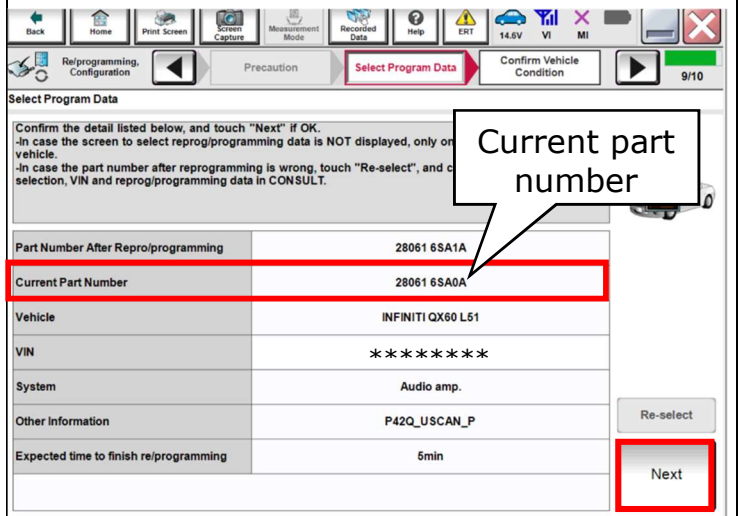 Back
Home
Print Screen
Screen
Capture
Measurement
Mode
Recorded
Data
Help
ERT
14.6V
VI
MI
Re/programming,
Configuration
Precaution
Select Program Data
Confirm Vehicle
Condition
9/10
Select Program Data
Confirm the detail listed below, and touch "Next" if OK.
-In case the screen to select reprog/programming data is NOT displayed, only on
vehicle.
-In case the part number after reprogramming is wrong, touch "Re-select", and c
selection, VIN and reprog/programming data in CONSULT.
Current part
number
Part Number After Repro/programming 28061 6SA1A
Current Part Number 28061 6SA0A
Vehicle INFINITI QX60 L51
VIN ********
System Audio amp.
Other Information P42Q_USCAN_P
Expected time to finish re/programming 5min
Re-select
Next